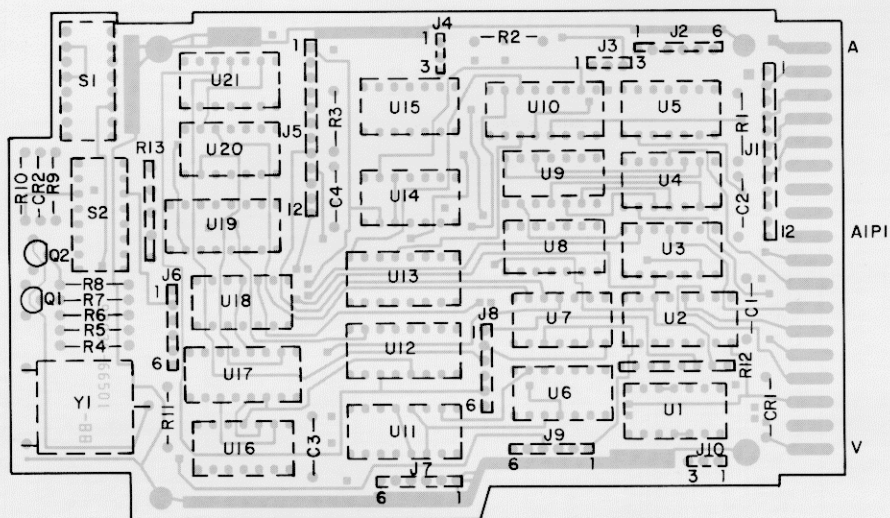 J4
1
3
-R2-
J3
1
3
J2
1
6
A
S1
U21
J5
12
-R3-
U15
U10
U5
-R1-
1
J1
12
U20
R13
-R10-
-CR2-
-R9-
S2
-C4-
U14
U9
U4
-C2-
U19
U8
U3
A1P1
Q2
J6
1
6
U13
Q1
R8
R7
R6
R5
R4
U18
J8
6
U7
U2
-C1-
U12
R12
66501
-BB
Y1
U17
-R11-
U6
U1
-CR1-
U16
-C3-
U11
J9
6
1
J10
3
1
V
J7
6
1